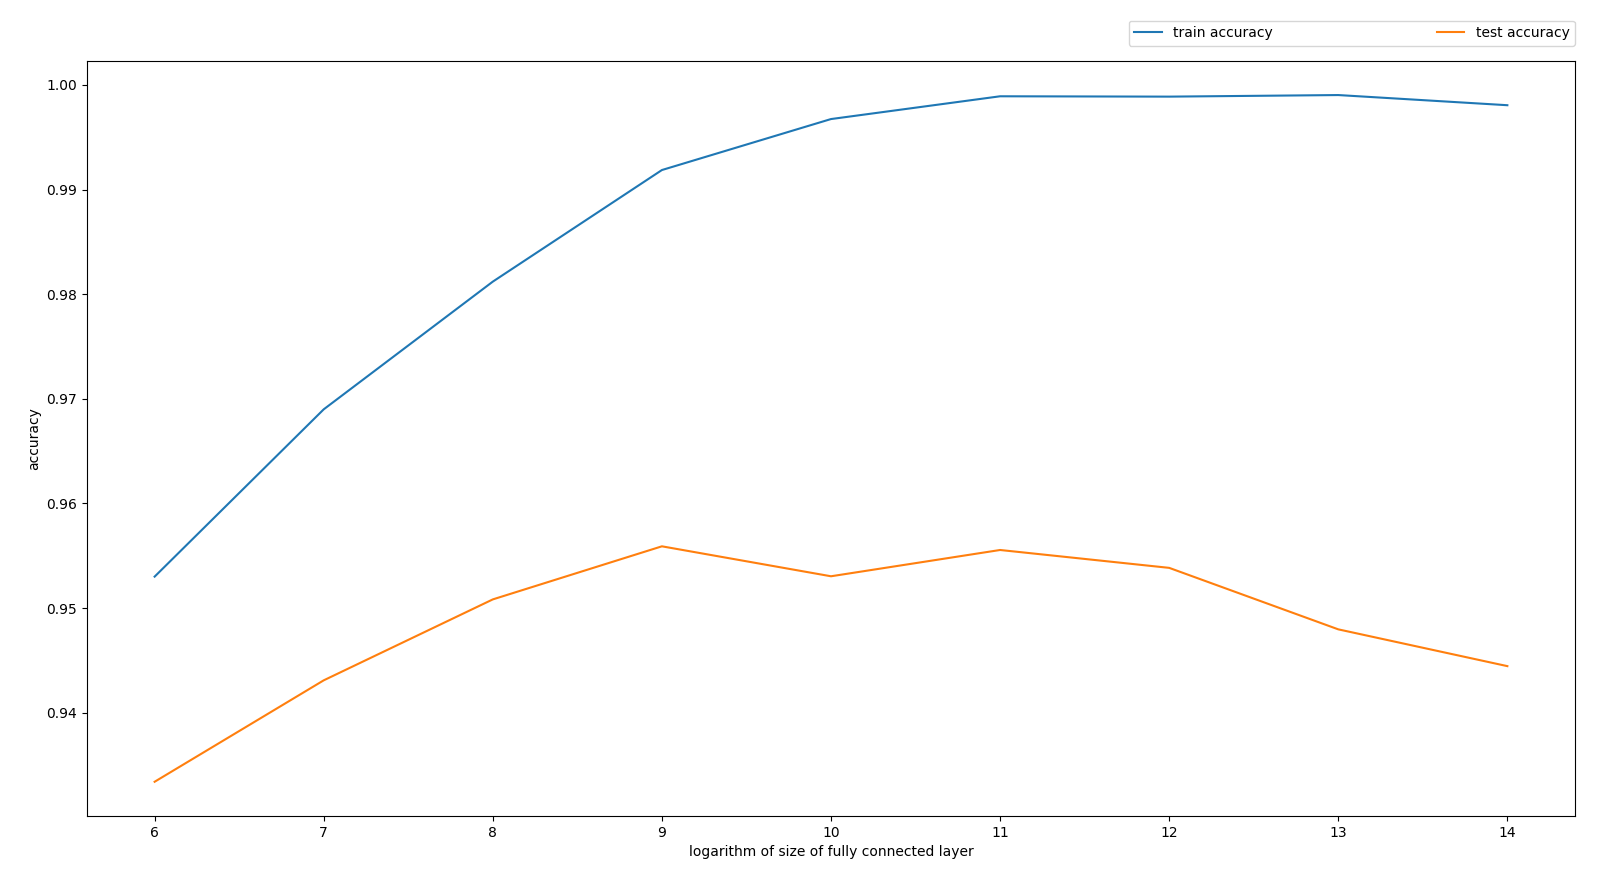 train accuracy test accuracy
1.00
0.99
0.98
0.97
0.96
0.95
0.94
accuracy
6 7 8 9 10 11 12 13 14
logarithm of size of fully connected layer